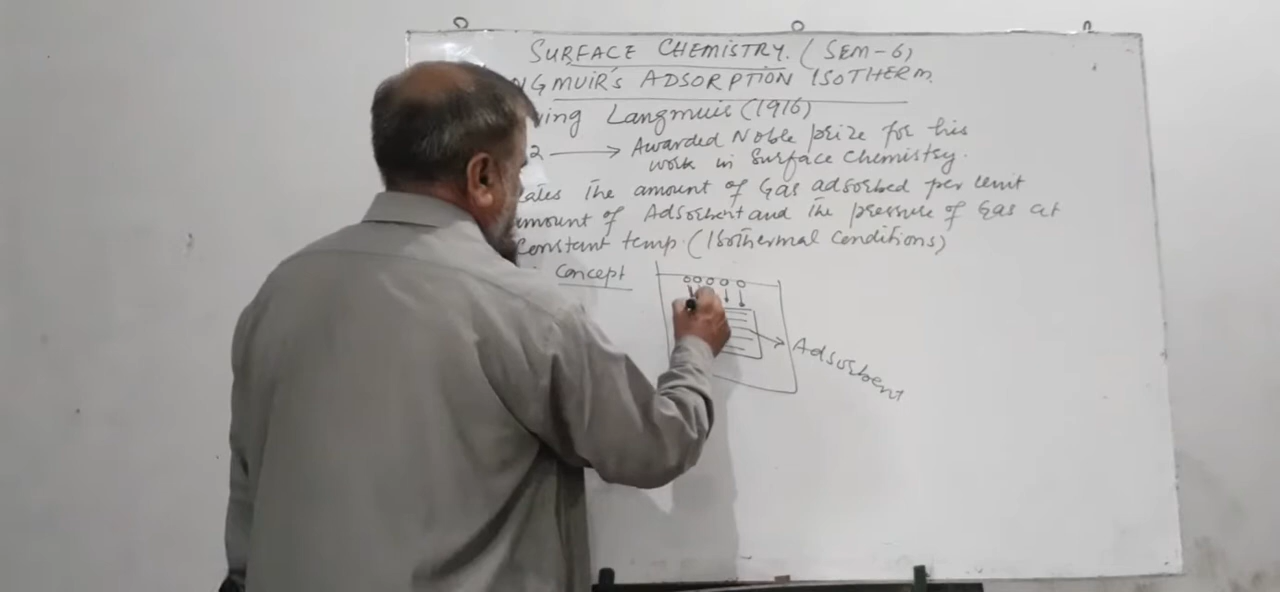 SURFACE CHEMISTRY. (SEM-6)
NGMUIR'S ADSORPTION ISOTHERM.
ving Langmuir (1916)
2 → Awarded Noble prize for his
work in Surface Chemistry.
ates The amount of Gas adsorbed per unit
amount of Adsorbent and The pressure of Gas at
Constant temp. (Isothermal Conditions)
Concept
Adsorbent